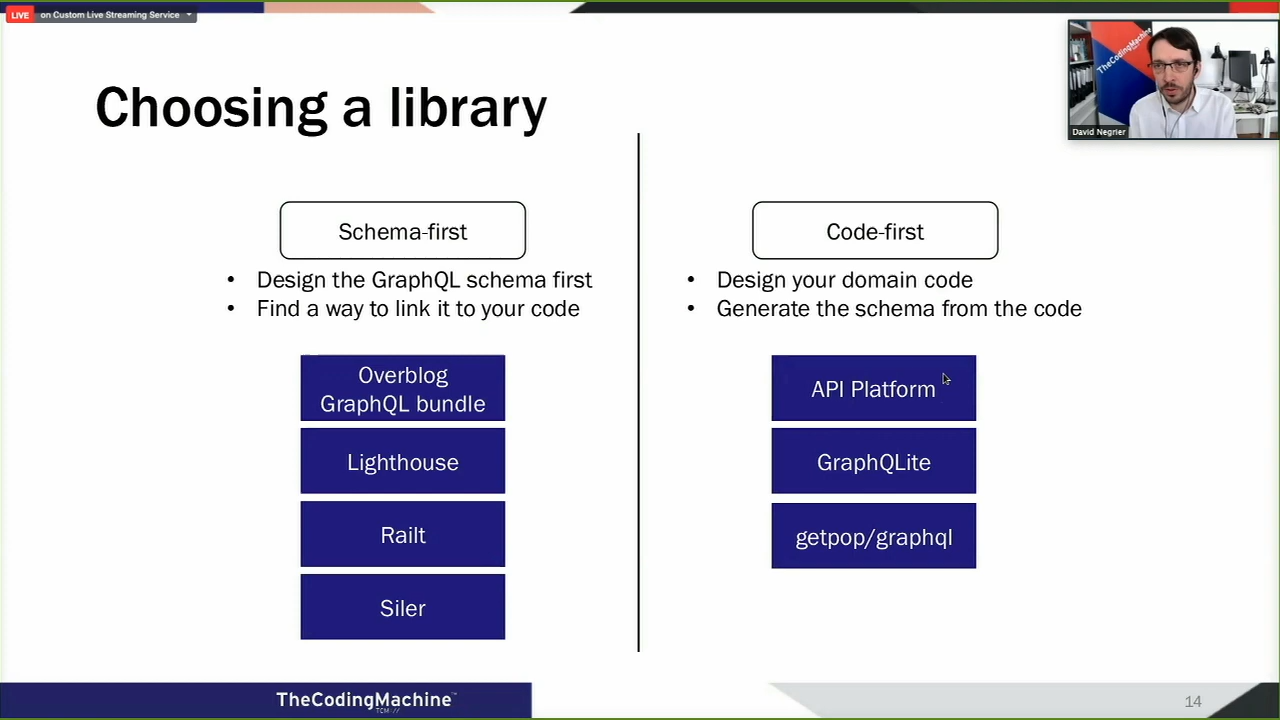 LIVE on Custom Live Streaming Service
TheCodingMachine
David Negrier
Choosing a library
Schema-first
• Design the GraphQL schema first
• Find a way to link it to your code
Overblog
GraphQL bundle
Lighthouse
Railt
Siler
Code-first
• Design your domain code
• Generate the schema from the code
API Platform
GraphQLite
getpop/graphql
TheCodingMachine™
TCM://
14